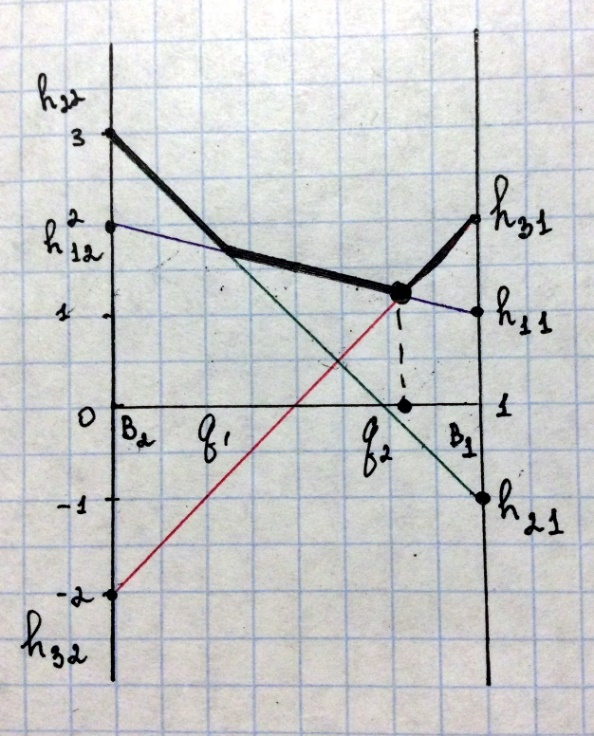 h₂₂
3
2
h₁₂
h₃₁
1
h₁₁
0
B₂
q₁
q₂
B₁
1
-1
h₂₁
-2
h₃₂